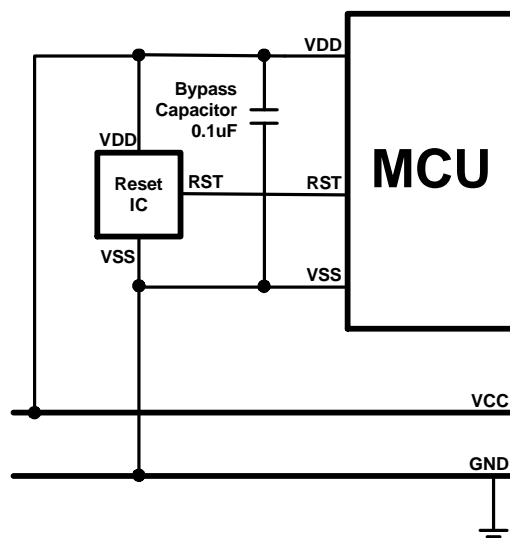 VDD
Bypass
Capacitor
0.1uF
VDD
Reset
IC
RST
RST
MCU
VSS
VSS
VCC
GND